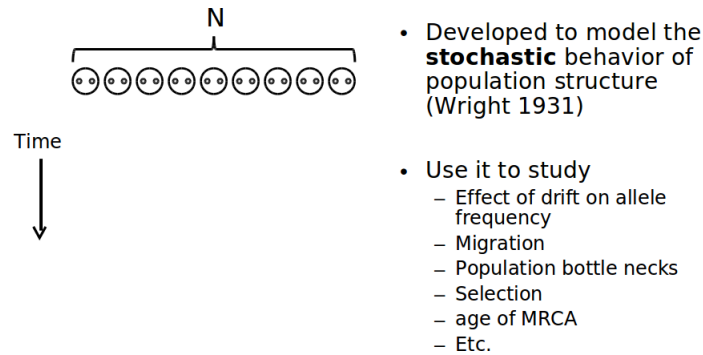 N
Time
• Developed to model the
stochastic behavior of
population structure
(Wright 1931)
• Use it to study
– Effect of drift on allele
frequency
– Migration
– Population bottle necks
– Selection
– age of MRCA
– Etc.